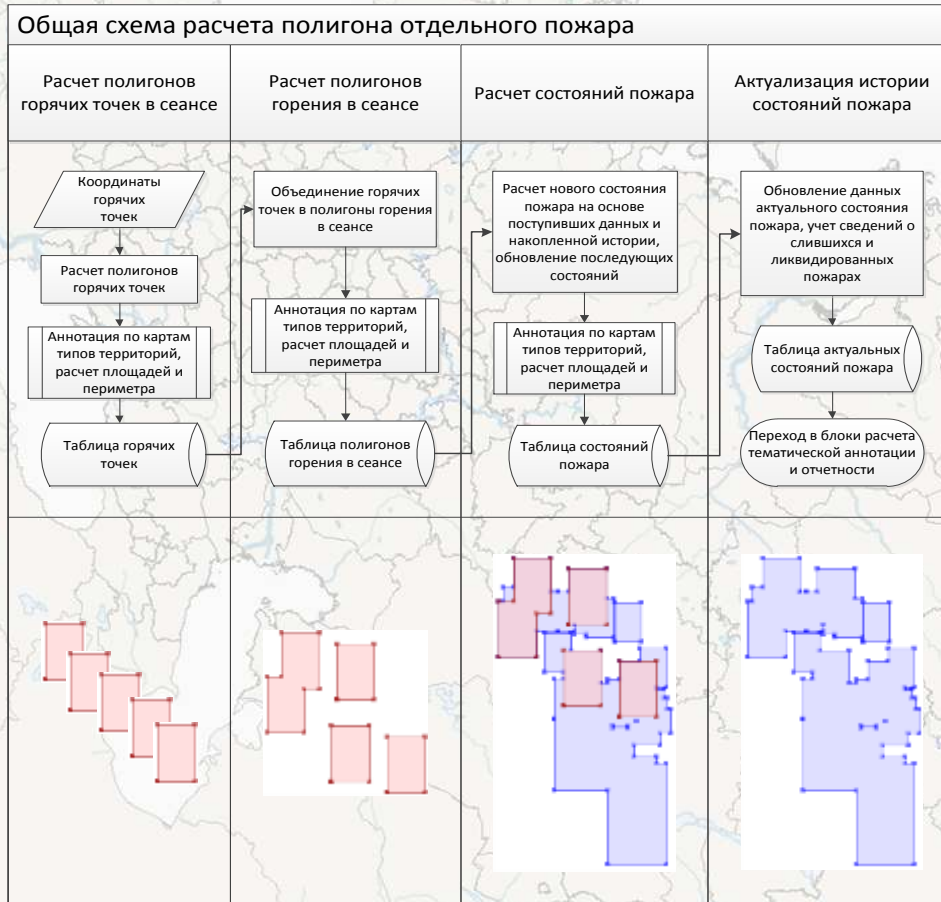 Общая схема расчета полигона отдельного пожара
Расчет полигонов
горячих точек в сеансе
Расчет полигонов
горения в сеансе
Расчет состояний пожара
Актуализация истории
состояний пожара
Координаты
горячих
точек
Расчет полигонов
горячих точек
Аннотация по картам
типов территорий,
расчет площадей и
периметра
Таблица горячих
точек
Объединение горячих
точек в полигоны горения
в сеансе
Аннотация по картам
типов территорий,
расчет площадей и
периметра
Таблица полигонов
горения в сеансе
Расчет нового состояния
пожара на основе
поступивших данных и
накопленной истории,
обновление последующих
состояний
Аннотация по картам
типов территорий,
расчет площадей и
периметра
Таблица состояний
пожара
Обновление данных
актуального состояния
пожара, учет сведений о
слившихся и
ликвидированных
пожарах
Таблица актуальных
состояний пожара
Переход в блоки расчета
тематической аннотации
и отчетности